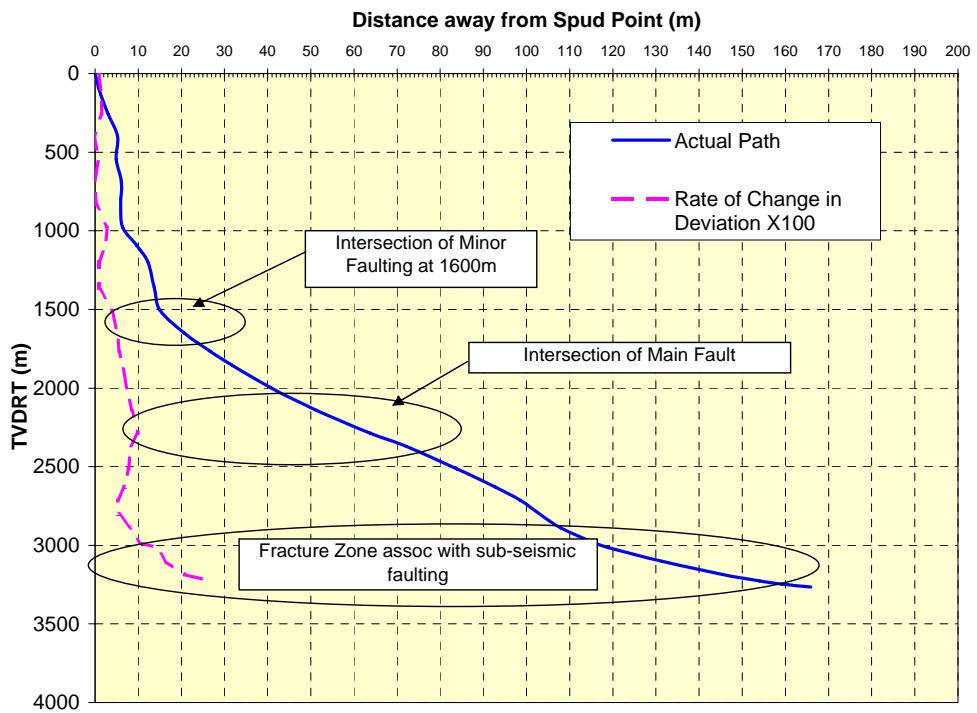 Distance away from Spud Point (m)
0 10 20 30 40 50 60 70 80 90 100 110 120 130 140 150 160 170 180 190 200
TVDRT (m)
0
500
1000
1500
2000
2500
3000
3500
4000
Actual Path
Rate of Change in
Deviation X100
Intersection of Minor
Faulting at 1600m
Intersection of Main Fault
Fracture Zone assoc with sub-seismic
faulting